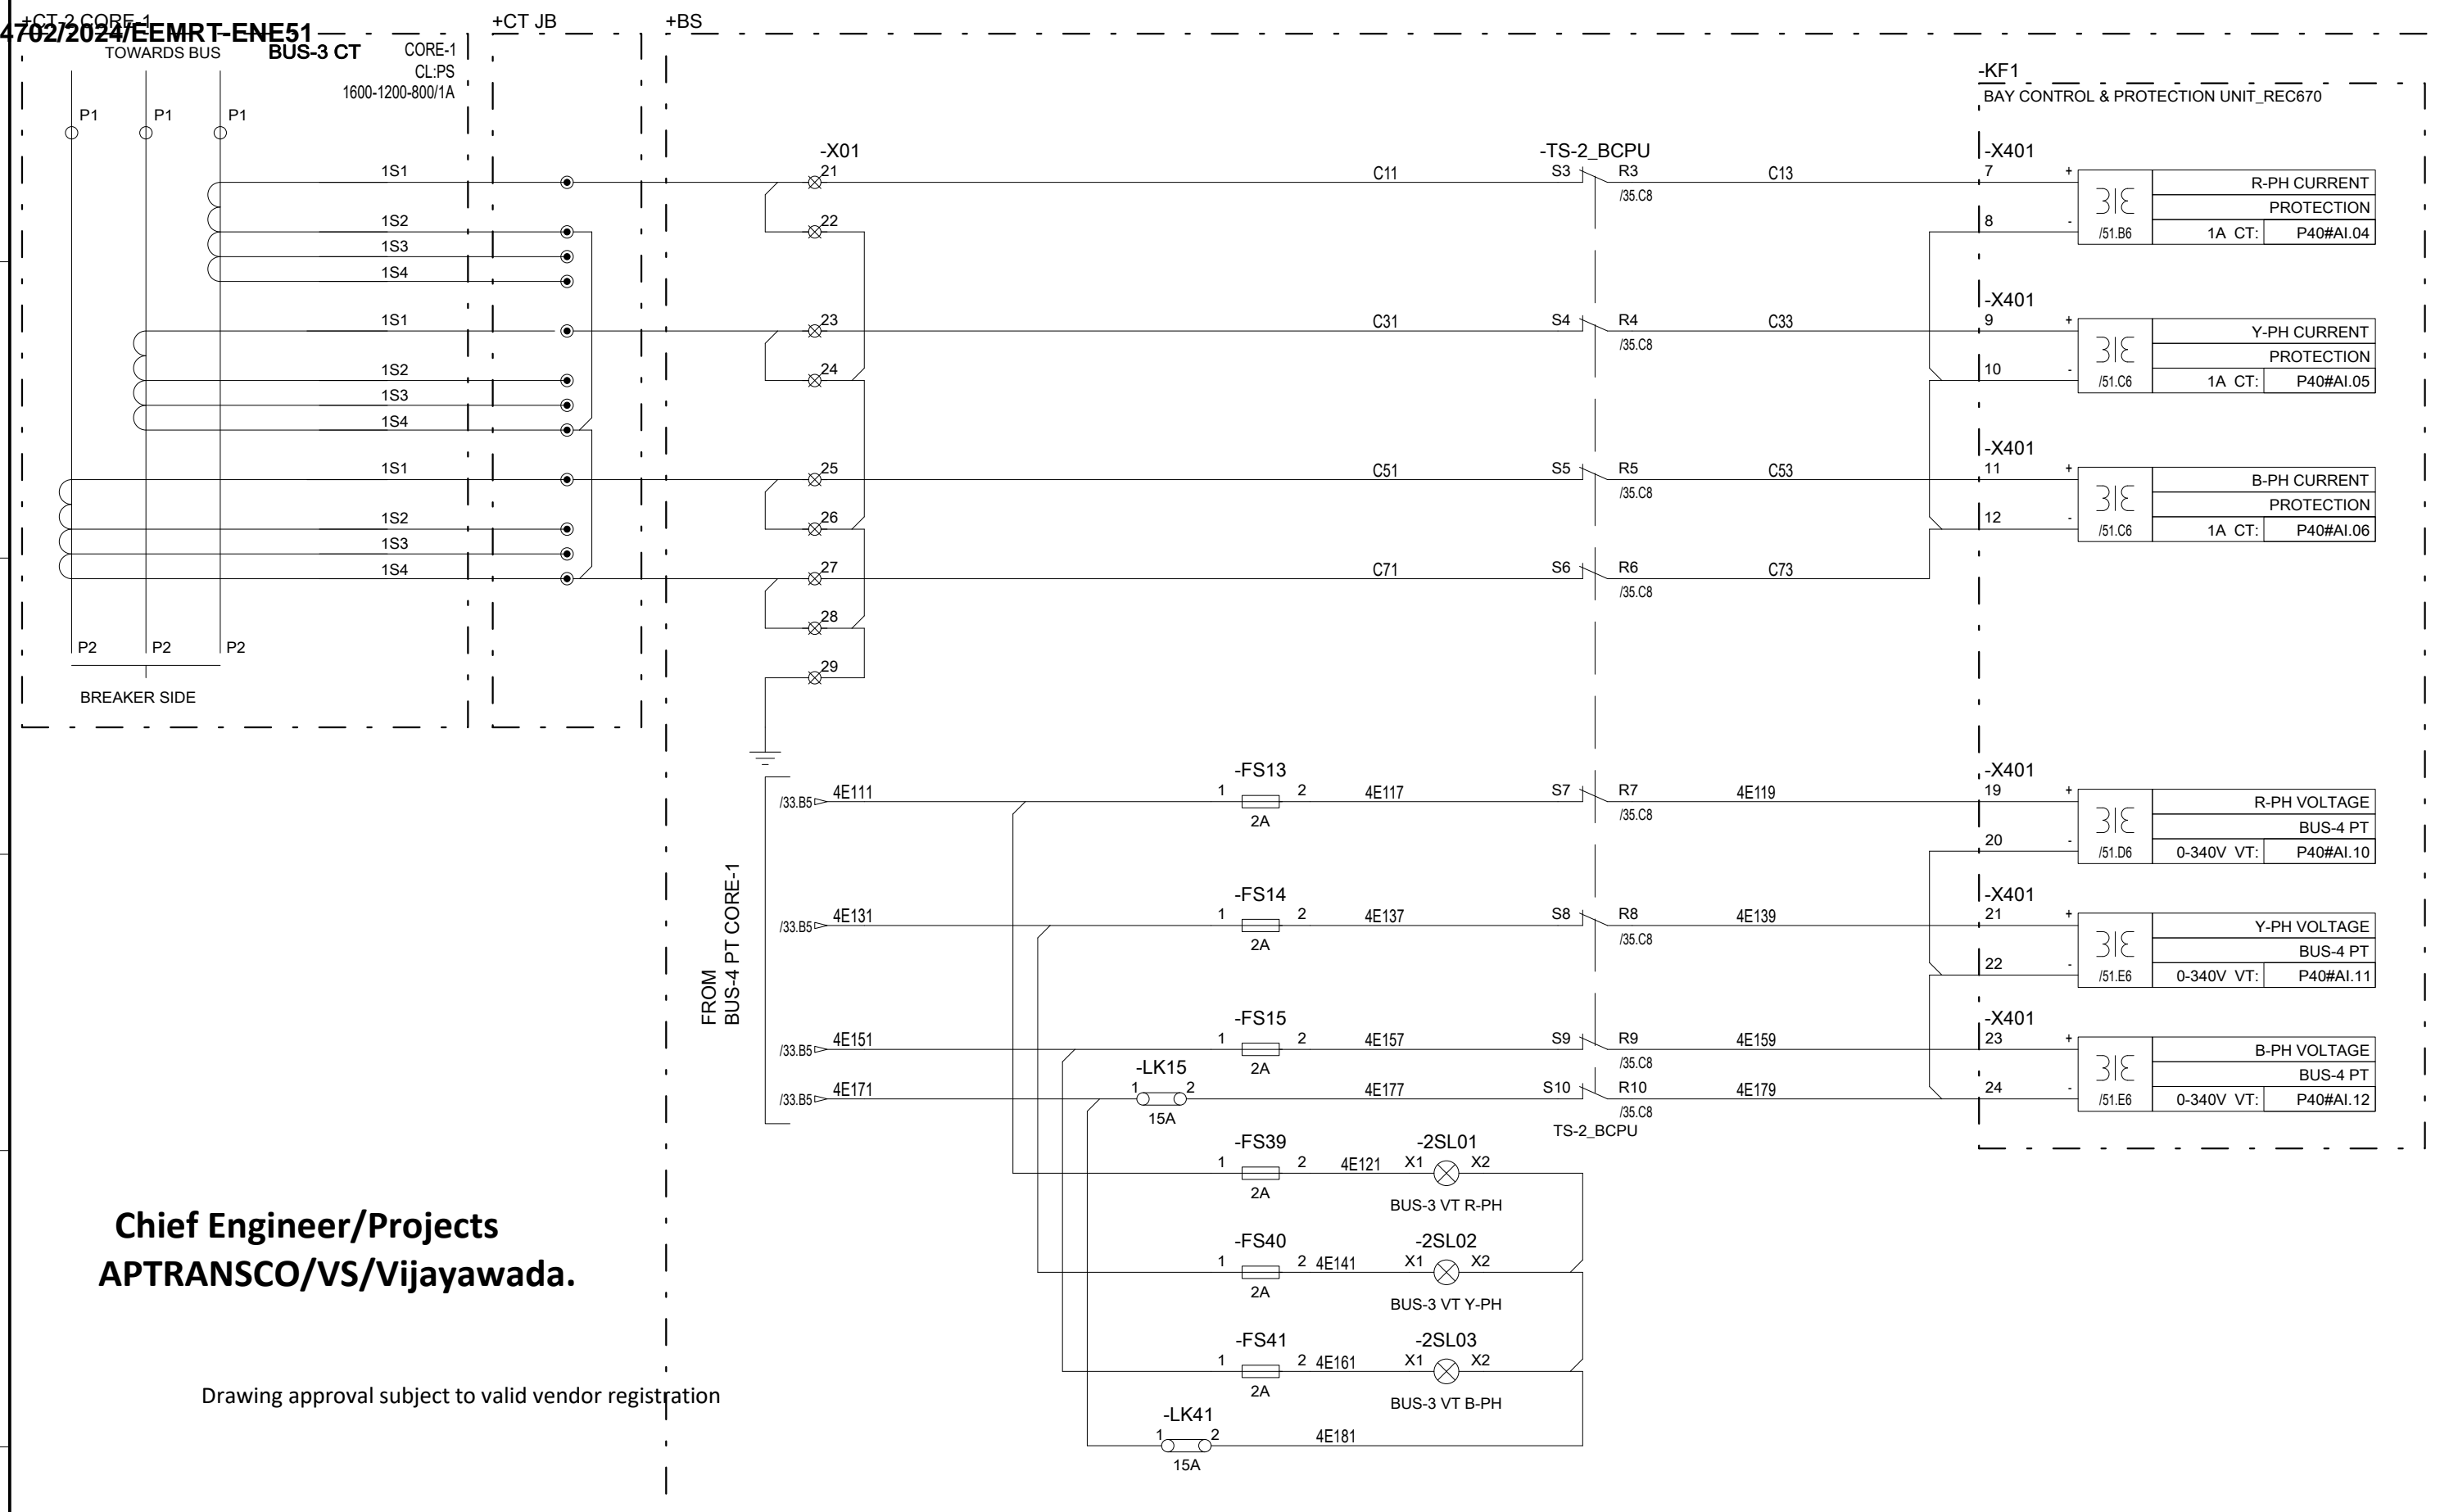 +CT-2 CORE-1
+CT JB
+BS
4702/2024/EEMRT-ENE51
TOWARDS BUS
BUS-3 CT
CORE-1
CL:PS
1600-1200-800/1A
-KF1
BAY CONTROL & PROTECTION UNIT_REC670
P1
P1
P1
-X01
-TS-2_BCPU
-X401
1S1
21
C11
S3
R3
/35.C8
C13
7
+
R-PH CURRENT
PROTECTION
1S2
22
8
-
/51.B6
1A CT:
P40#AI.04
1S3
1S4
-X401
1S1
23
C31
S4
R4
/35.C8
C33
9
+
Y-PH CURRENT
PROTECTION
1S2
24
10
-
/51.C6
1A CT:
P40#AI.05
1S3
1S4
-X401
1S1
25
C51
S5
R5
/35.C8
C53
11
+
B-PH CURRENT
PROTECTION
1S2
26
12
-
/51.C6
1A CT:
P40#AI.06
1S3
1S4
27
C71
S6
R6
/35.C8
C73
28
P2
P2
P2
29
BREAKER SIDE
FROM
BUS-4 PT CORE-1
-FS13
-X401
/33.B5
4E111
1
2
2A
4E117
S7
R7
/35.C8
4E119
19
+
R-PH VOLTAGE
BUS-4 PT
20
-
/51.D6
0-340V VT:
P40#AI.10
-FS14
-X401
/33.B5
4E131
1
2
2A
4E137
S8
R8
/35.C8
4E139
21
+
Y-PH VOLTAGE
BUS-4 PT
22
-
/51.E6
0-340V VT:
P40#AI.11
-FS15
-X401
/33.B5
4E151
1
2
2A
4E157
S9
R9
/35.C8
4E159
23
+
B-PH VOLTAGE
BUS-4 PT
-LK15
/33.B5
4E171
1
2
15A
4E177
S10
R10
/35.C8
4E179
24
-
/51.E6
0-340V VT:
P40#AI.12
TS-2_BCPU
-FS39
-2SL01
1
2
2A
4E121
X1
X2
BUS-3 VT R-PH
-FS40
-2SL02
1
2
2A
4E141
X1
X2
BUS-3 VT Y-PH
-FS41
-2SL03
1
2
2A
4E161
X1
X2
BUS-3 VT B-PH
-LK41
1
2
15A
4E181
Chief Engineer/Projects
APTRANSCO/VS/Vijayawada.
Drawing approval subject to valid vendor registration